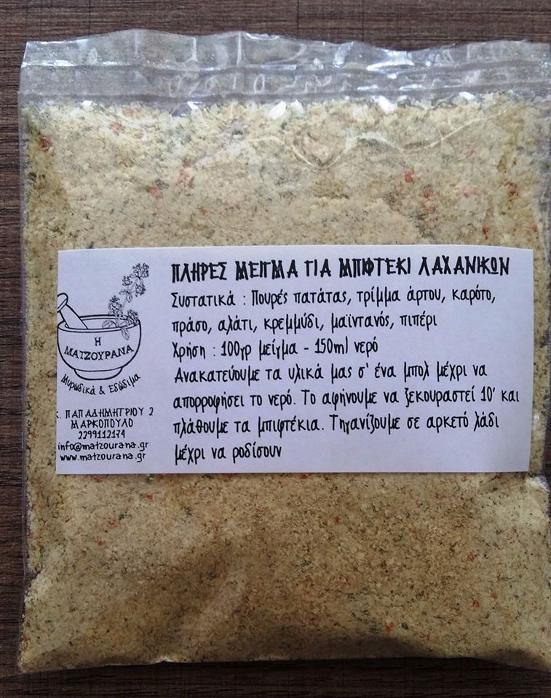 ΠΛΗΡΕΣ ΜΕΙΓΜΑ ΓΙΑ ΜΠΙΦΤΕΚΙ ΛΑΧΑΝΙΚΩΝ
Συστατικά : Πουρές πατάτας, τρίμμα άρτου, καρότο,
πράσο, αλάτι, κρεμμύδι, μαϊντανός, πιπέρι
Χρήση : 100γρ μείγμα - 150ml νερό
Ανακατεύουμε τα υλικά μας σ' ένα μπολ μέχρι να
απορροφήσει το νερό. Το αφήνουμε να ξεκουραστεί 10' και
πλάθουμε τα μπιφτέκια. Τηγανίζουμε σε αρκετό λάδι
μέχρι να ροδίσουν
Η
ΜΑΤΖΟΥΡΑΝΑ
Μυρωδικά & Εδώδιμα
ΠΑΠΑΔΗΜΗΤΡΙΟΥ 2
ΜΑΡΚΟΠΟΥΛΟ
2299112174
info@matzourana.gr
www.matzourana.gr